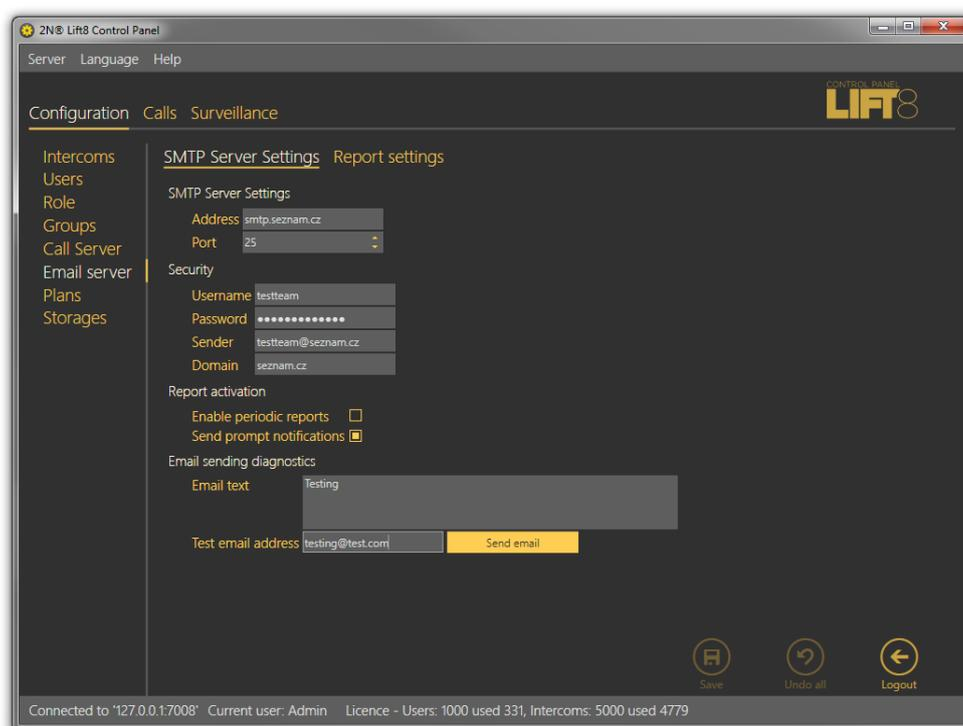 2N® Lift8 Control Panel
Server Language Help
CONTROL PANEL
LIFT8
Configuration Calls Surveillance
Intercoms
Users
Role
Groups
Call Server
Email server
Plans
Storages
SMTP Server Settings Report settings
SMTP Server Settings
Address smtp.seznam.cz
Port 25
Security
Username testteam
Password •••••••••••••
Sender testteam@seznam.cz
Domain seznam.cz
Report activation
Enable periodic reports
Send prompt notifications
Email sending diagnostics
Email text Testing
Test email address testing@test.com Send email
Save Undo all Logout
Connected to '127.0.0.1:7008' Current user: Admin Licence - Users: 1000 used 331, Intercoms: 5000 used 4779